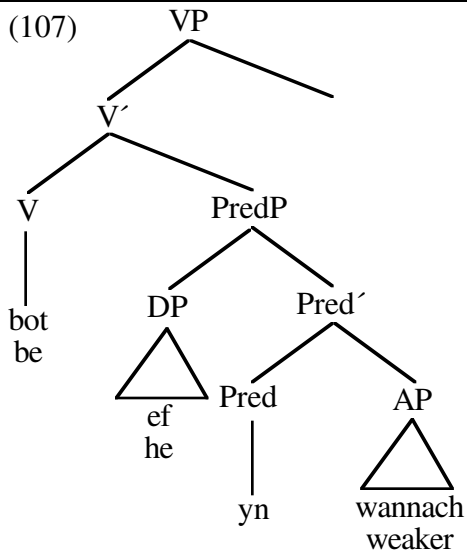 (107)
VP
V´
V
PredP
bot
be
DP
Pred´
ef
he
Pred
AP
yn
wannach
weaker